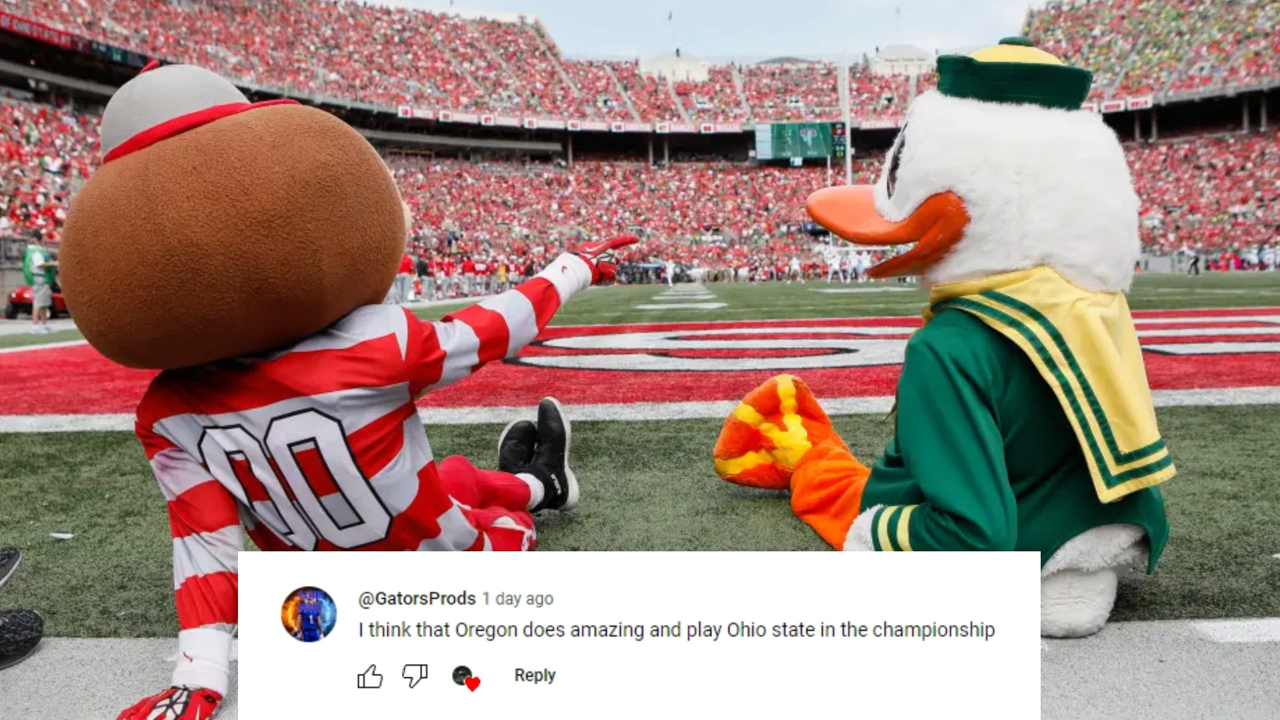 00
@GatorsProds 1 day ago
I think that Oregon does amazing and play Ohio state in the championship
Reply